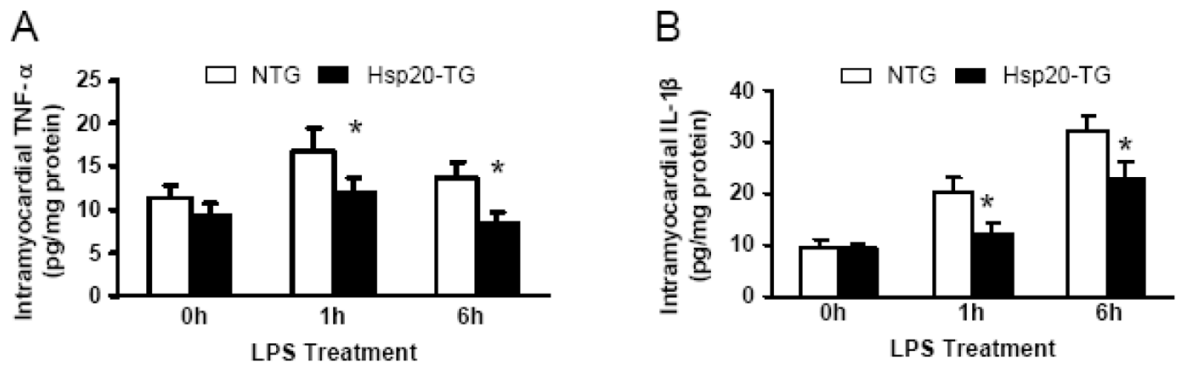 A
NTG Hsp20-TG
Intramyocardial TNF- α
(pg/mg protein)
25
20
15
10
5
0
*
*
0h 1h 6h
LPS Treatment
B
NTG Hsp20-TG
Intramyocardial IL-1β
(pg/mg protein)
40
30
20
10
0
*
*
0h 1h 6h
LPS Treatment